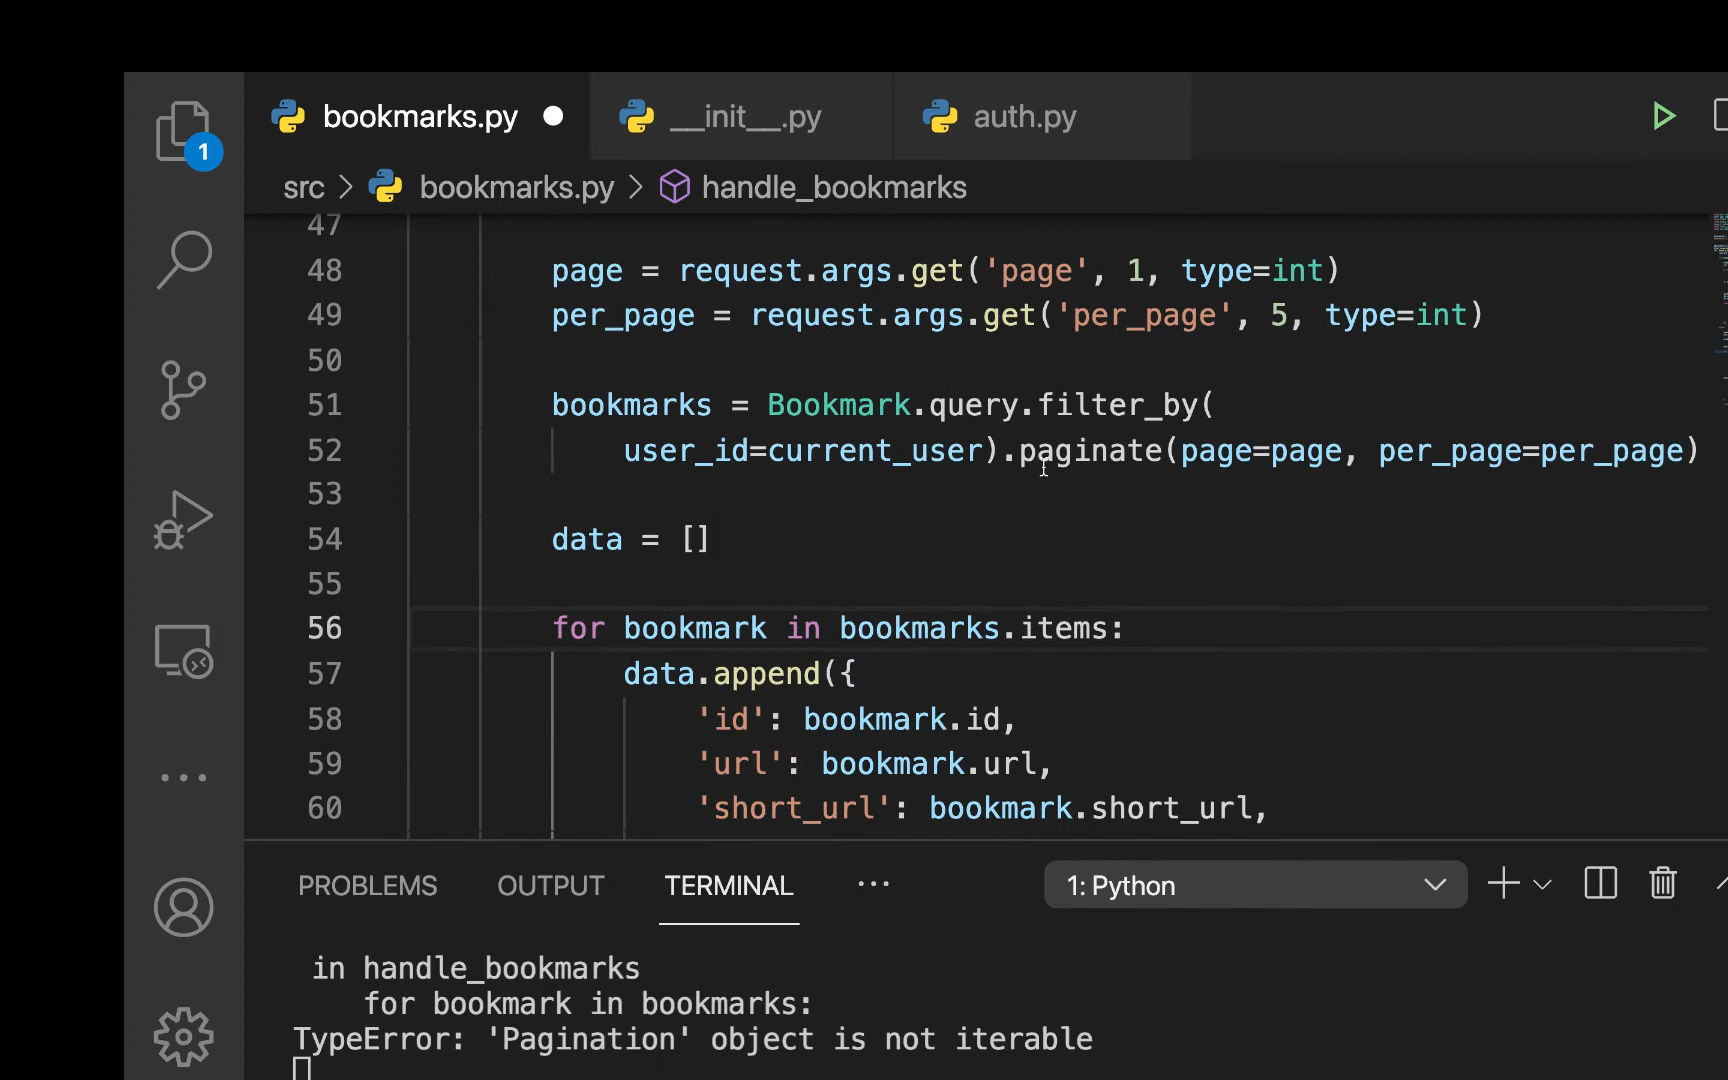 bookmarks.py
__init__.py
auth.py
1
src > bookmarks.py > handle_bookmarks
47
48 page = request.args.get('page', 1, type=int)
49 per_page = request.args.get('per_page', 5, type=int)
50
51 bookmarks = Bookmark.query.filter_by(
52 user_id=current_user).paginate(page=page, per_page=per_page)
53
54 data = []
55
56 for bookmark in bookmarks.items:
57 data.append({
58 'id': bookmark.id,
59 'url': bookmark.url,
60 'short_url': bookmark.short_url,
PROBLEMS OUTPUT TERMINAL ... 1: Python
in handle_bookmarks
for bookmark in bookmarks:
TypeError: 'Pagination' object is not iterable